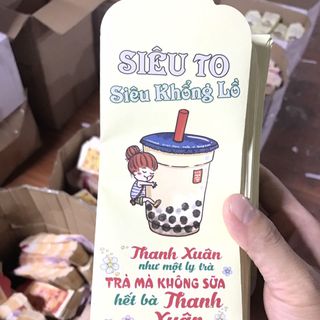 SIÊU TO
Siêu Khổng Lồ
Thanh Xuân
như một ly trà
TRÀ MÀ KHÔNG SỮA
hết bà Thanh
Xuân